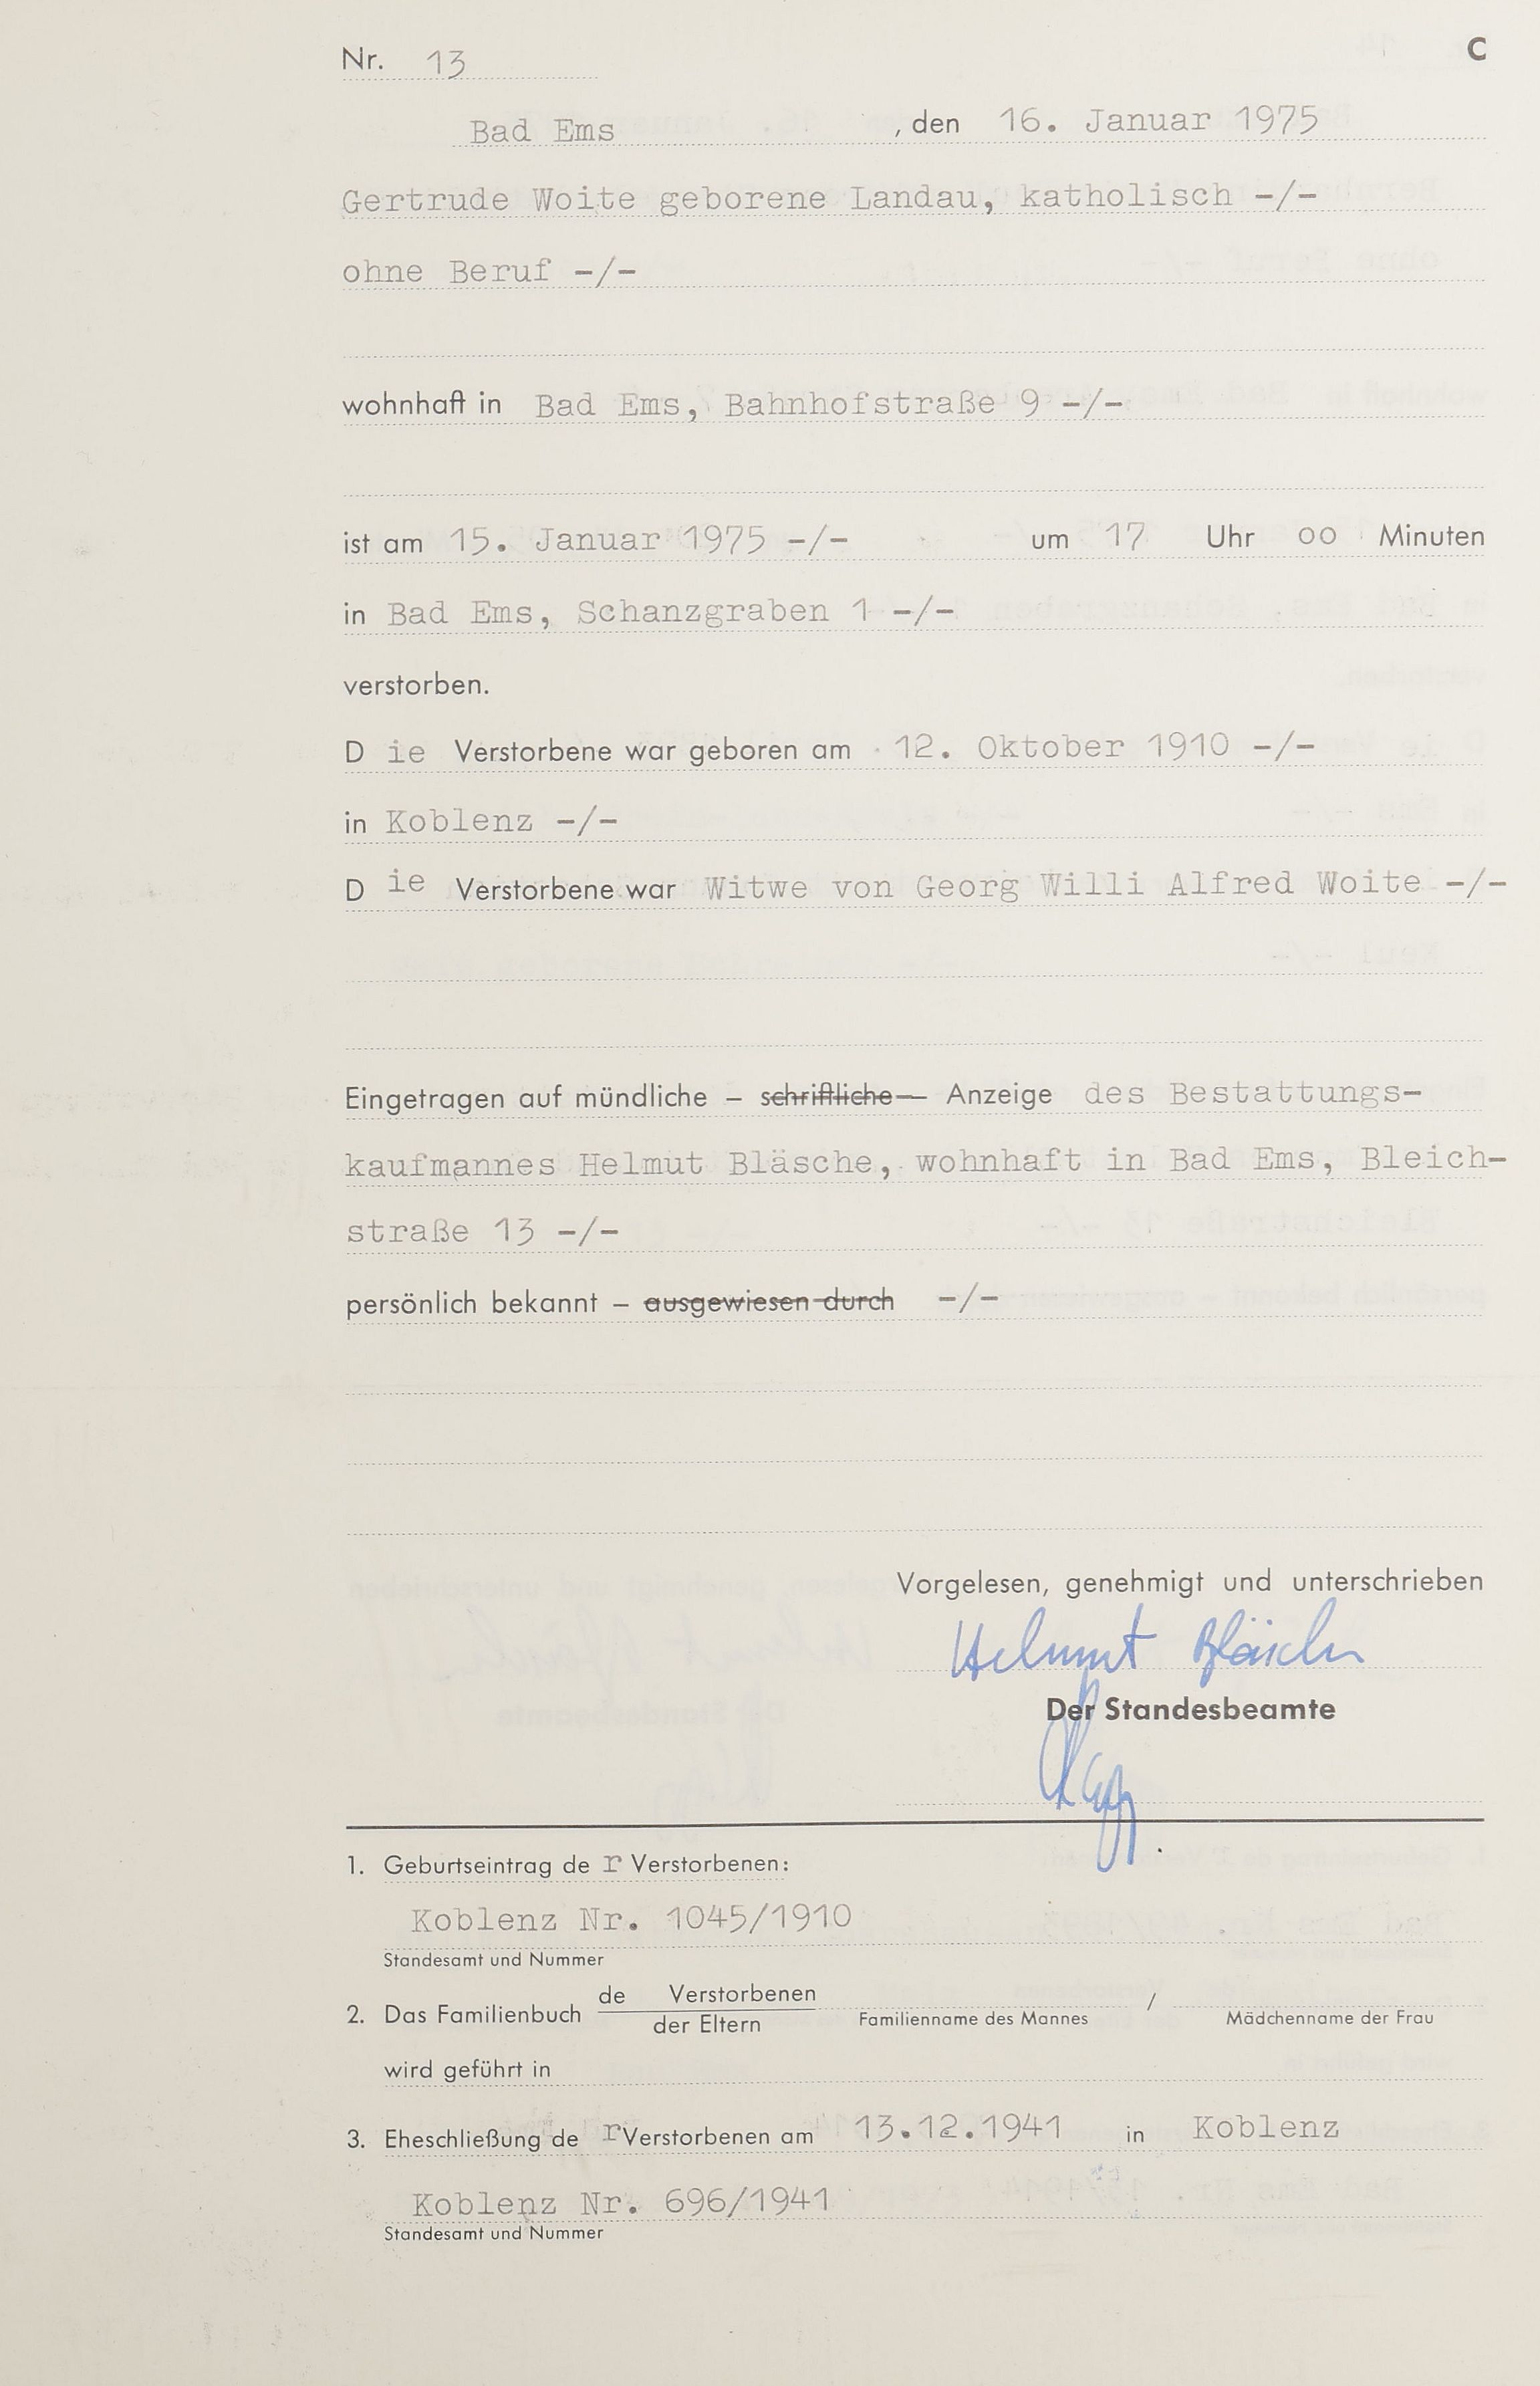 Nr. 13 C
Bad Ems , den 16. Januar 1975
Gertrude Woite geborene Landau, katholisch -/-
ohne Beruf -/-
wohnhaft in Bad Ems, Bahnhofstraße 9 -/-
ist am 15. Januar 1975 -/- um 17 Uhr oo Minuten
in Bad Ems, Schanzgraben 1 -/-
verstorben.
D ie Verstorbene war geboren am 12. Oktober 1910 -/-
in Koblenz -/-
D ie Verstorbene war Witwe von Georg Willi Alfred Woite -/-
Eingetragen auf mündliche – schriftliche – Anzeige des Bestattungs-
kaufmannes Helmut Bläsche, wohnhaft in Bad Ems, Bleich-
straße 13 -/-
persönlich bekannt – ausgewiesen durch -/-
Vorgelesen, genehmigt und unterschrieben
Helmut Bläsche
Der Standesbeamte
1. Geburtseintrag de r Verstorbenen:
Koblenz Nr. 1045/1910
Standesamt und Nummer
2. Das Familienbuch de Verstorbenen / der Eltern /
Familienname des Mannes Mädchenname der Frau
wird geführt in
3. Eheschließung de r Verstorbenen am 13.12.1941 in Koblenz
Koblenz Nr. 696/1941
Standesamt und Nummer